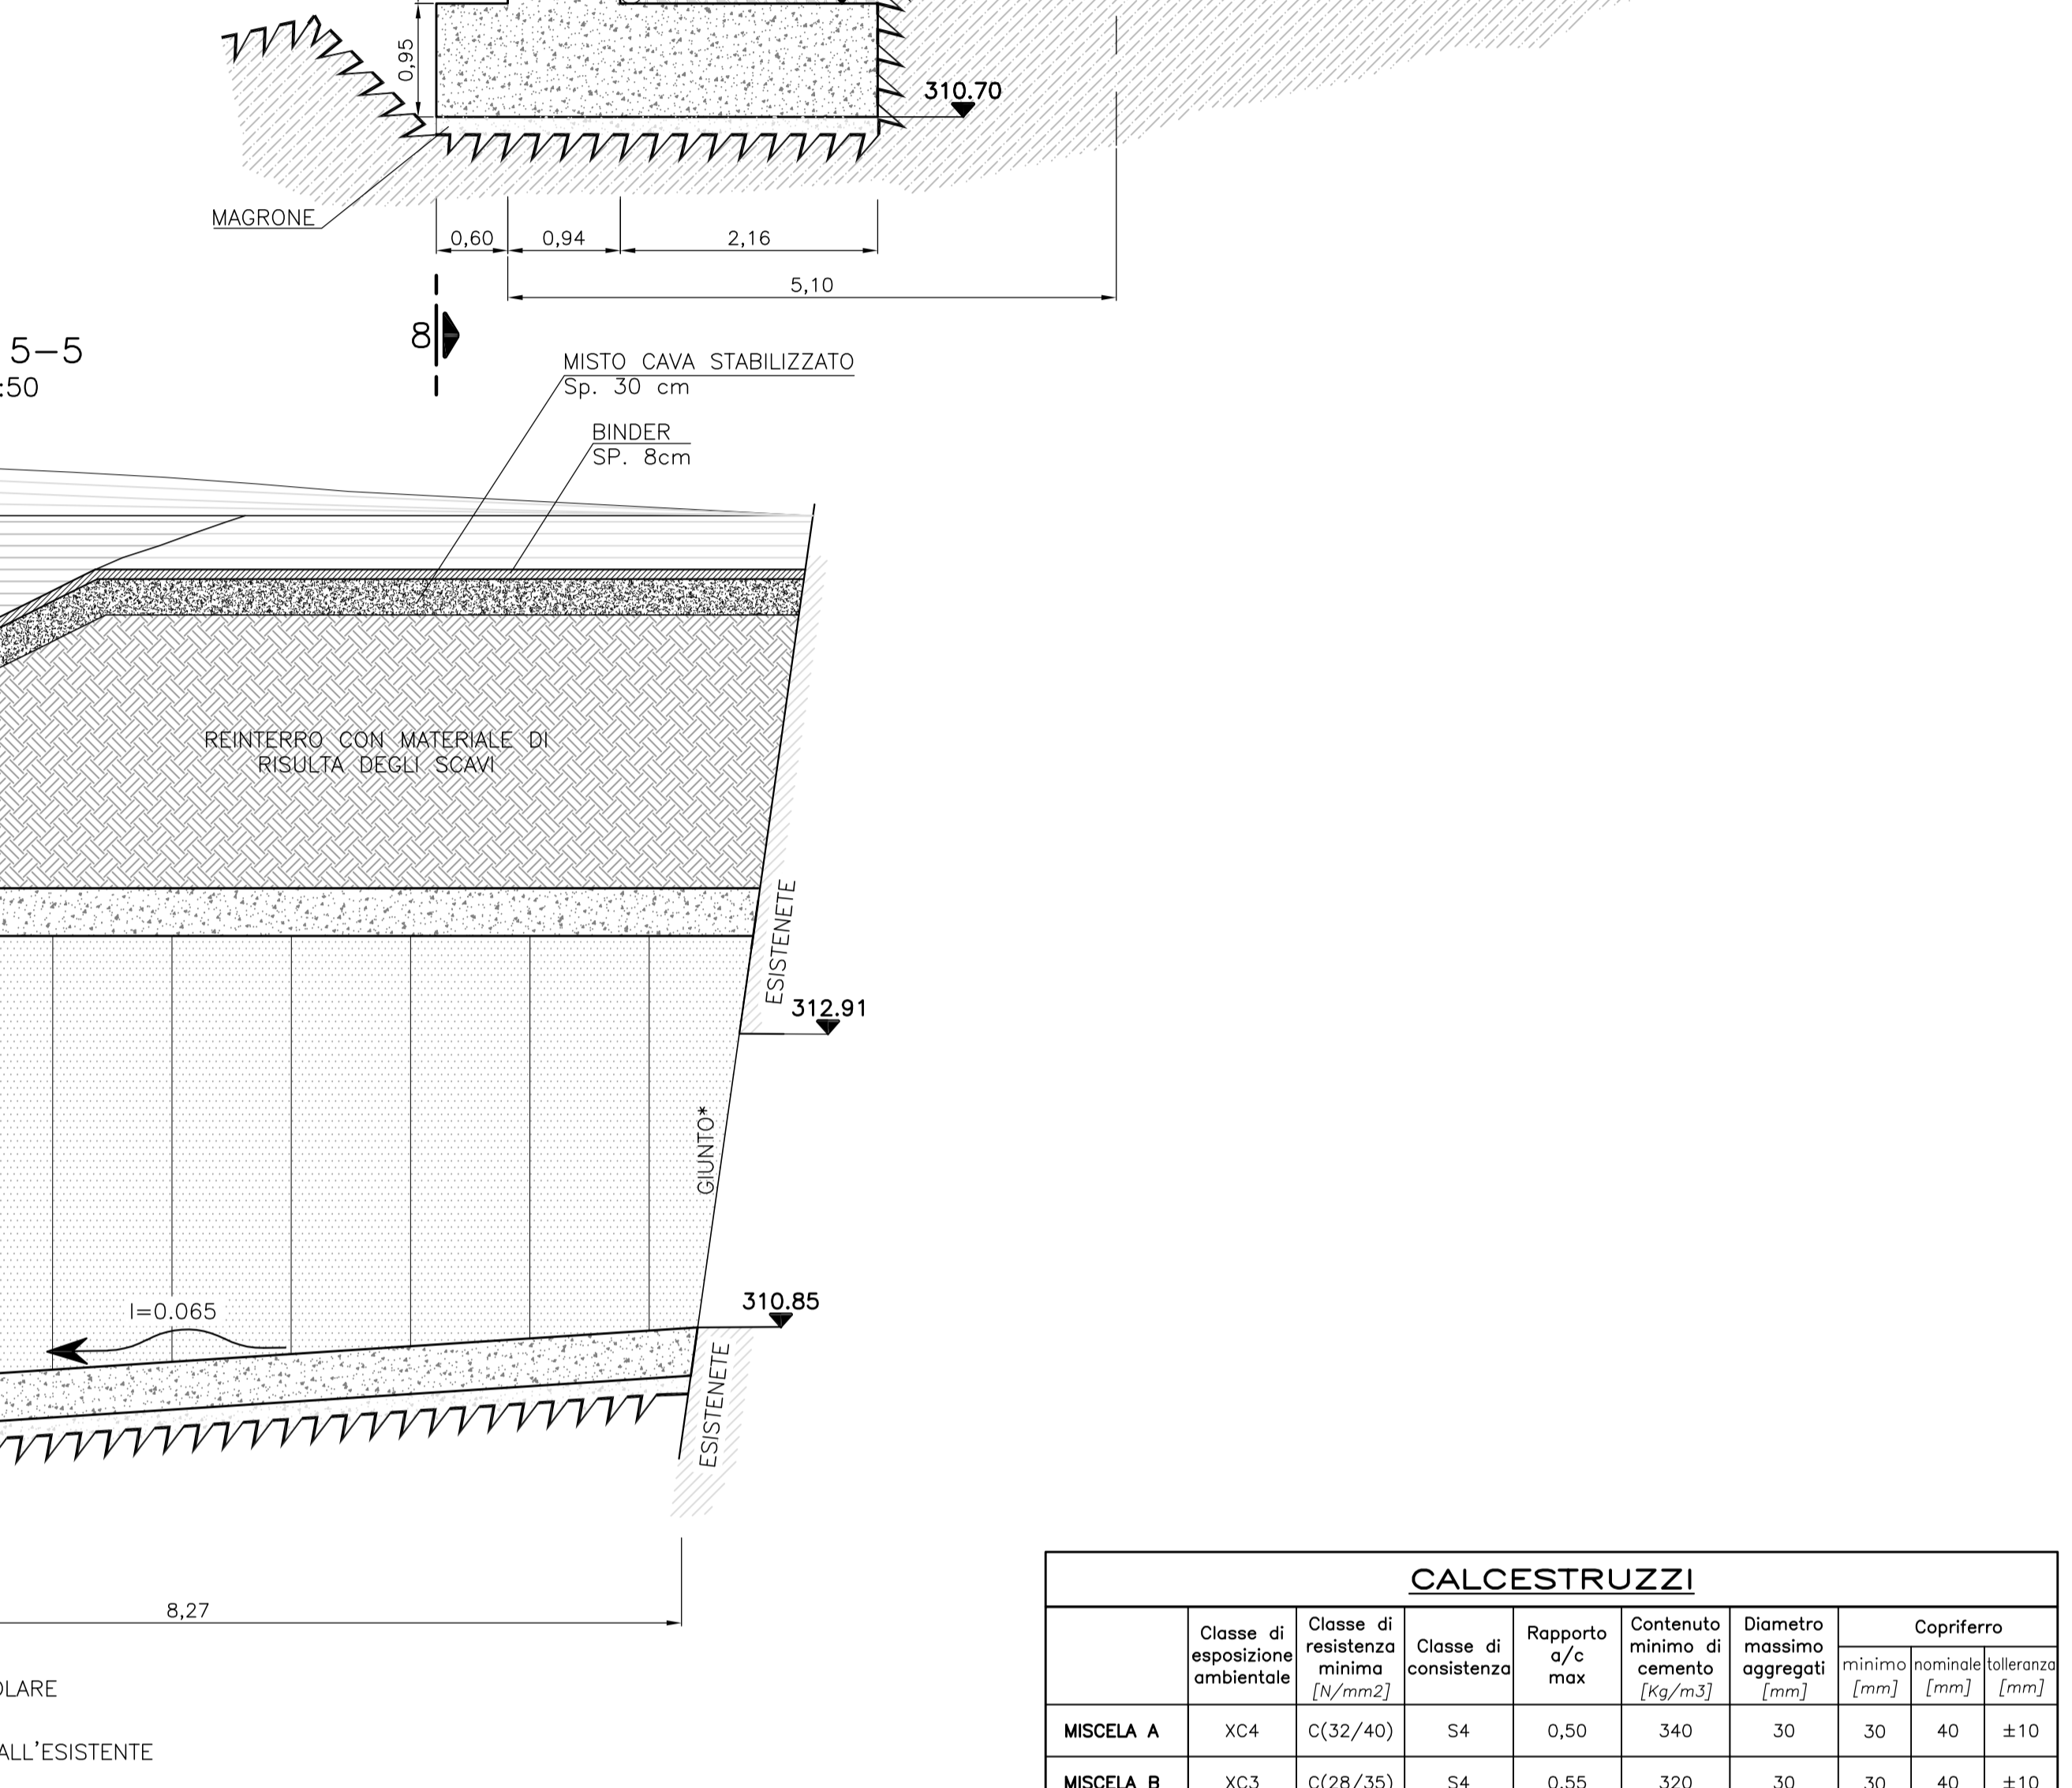 0,95
310.70
MAGRONE
0,60
0,94
2,16
5,10
8
5-5
:50
MISTO CAVA STABILIZZATO
Sp. 30 cm
BINDER
SP. 8cm
REINTERRO CON MATERIALE DI
RISULTA DEGLI SCAVI
ESISTENETE
312.91
GIUNTO*
I=0.065
310.85
ESISTENETE
8,27
OLARE
ALL'ESISTENTE
CALCESTRUZZI
Classe di
esposizione
ambientale
Classe di
resistenza
minima
[N/mm2]
Classe di
consistenza
Rapporto
a/c
max
Contenuto
minimo di
cemento
[Kg/m3]
Diametro
massimo
aggregati
[mm]
Copriferro
minimo
[mm]
nominale
[mm]
tolleranza
[mm]
MISCELA A XC4 C(32/40) S4 0,50 340 30 30 40 ±10
MISCELA B XC3 C(28/35) S4 0,55 320 30 30 40 ±10